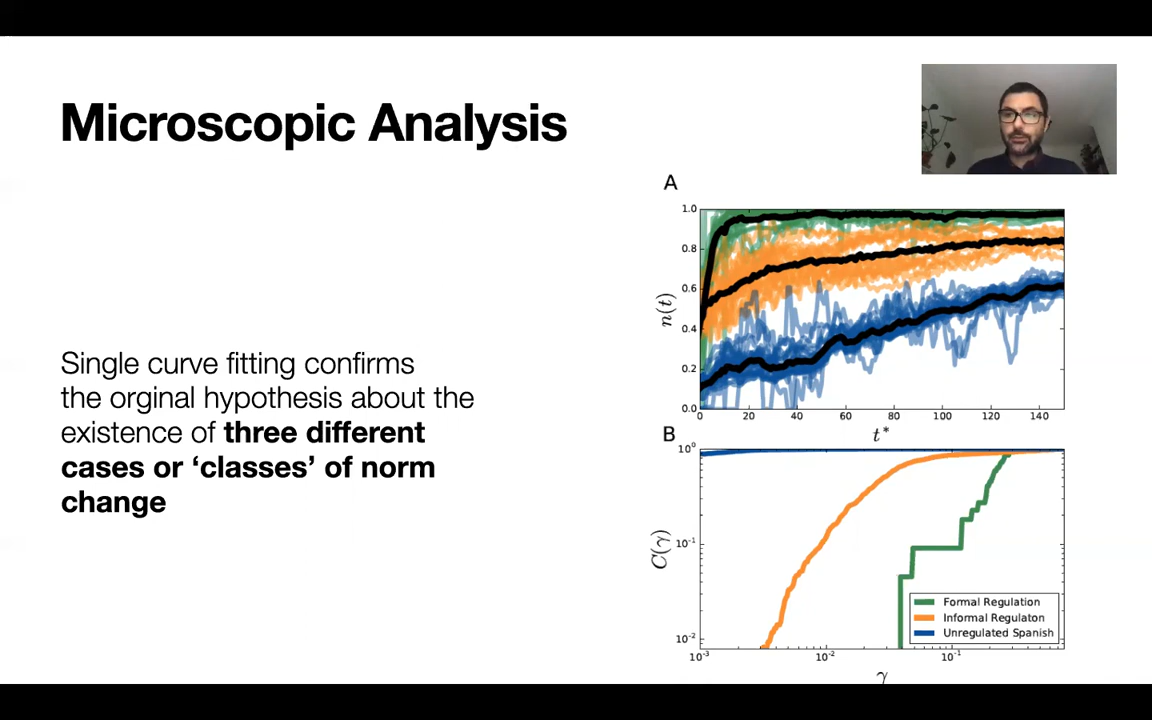 Microscopic Analysis
Single curve fitting confirms
the orginal hypothesis about the
existence of three different
cases or ‘classes’ of norm
change
A
1.0
0.8
0.6
0.4
0.2
0.0
n(t)
0 20 40 60 80 100 120 140
t*
B
10⁰
10⁻¹
10⁻²
C(γ)
Formal Regulation
Informal Regulaton
Unregulated Spanish
10⁻³ 10⁻² 10⁻¹
γ